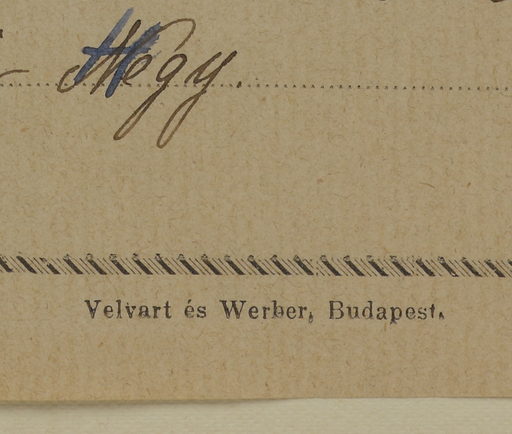 Négy.
Velvart és Werber, Budapest.